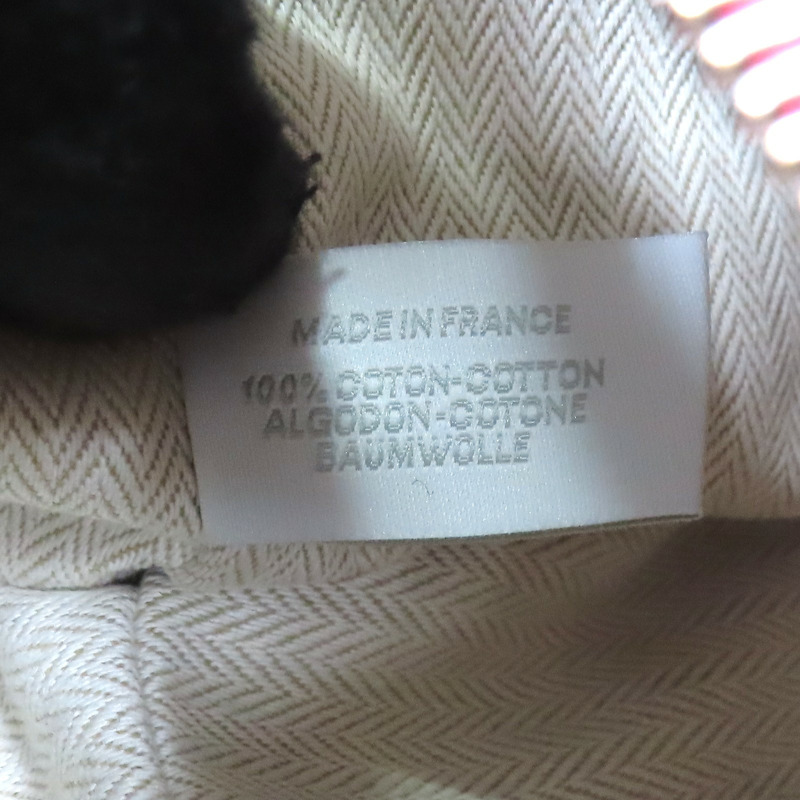 MADE IN FRANCE
100% COTON-COTTON
ALGODON-COTONE
BAUMWOLLE